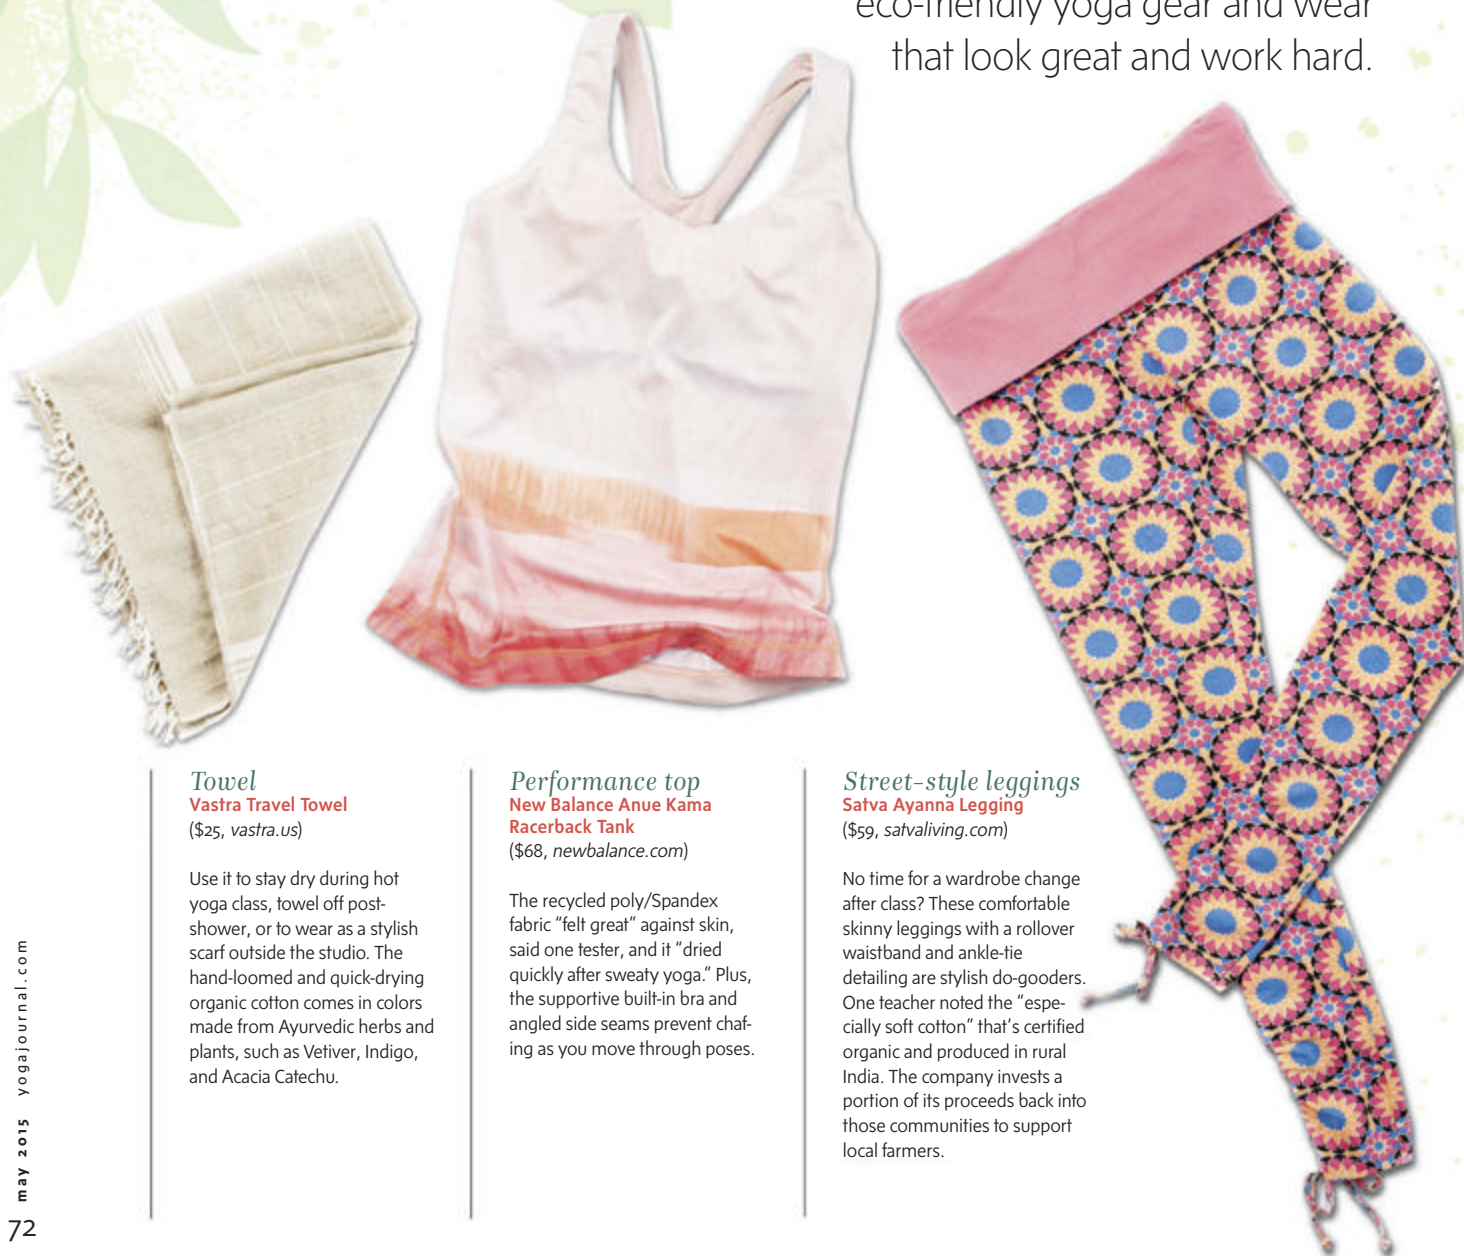 eco-friendly yoga gear and wear
that look great and work hard.
Towel
Vastra Travel Towel
($25, vastra.us)
Use it to stay dry during hot
yoga class, towel off post-
shower, or to wear as a stylish
scarf outside the studio. The
hand-loomed and quick-drying
organic cotton comes in colors
made from Ayurvedic herbs and
plants, such as Vetiver, Indigo,
and Acacia Catechu.
Performance top
New Balance Anue Kama
Racerback Tank
($68, newbalance.com)
The recycled poly/Spandex
fabric "felt great" against skin,
said one tester, and it "dried
quickly after sweaty yoga." Plus,
the supportive built-in bra and
angled side seams prevent chaf-
ing as you move through poses.
Street-style leggings
Satva Ayanna Legging
($59, satvaliving.com)
No time for a wardrobe change
after class? These comfortable
skinny leggings with a rollover
waistband and ankle-tie
detailing are stylish do-gooders.
One teacher noted the "espe-
cially soft cotton" that's certified
organic and produced in rural
India. The company invests a
portion of its proceeds back into
those communities to support
local farmers.
may 2015 yogajournal.com
72